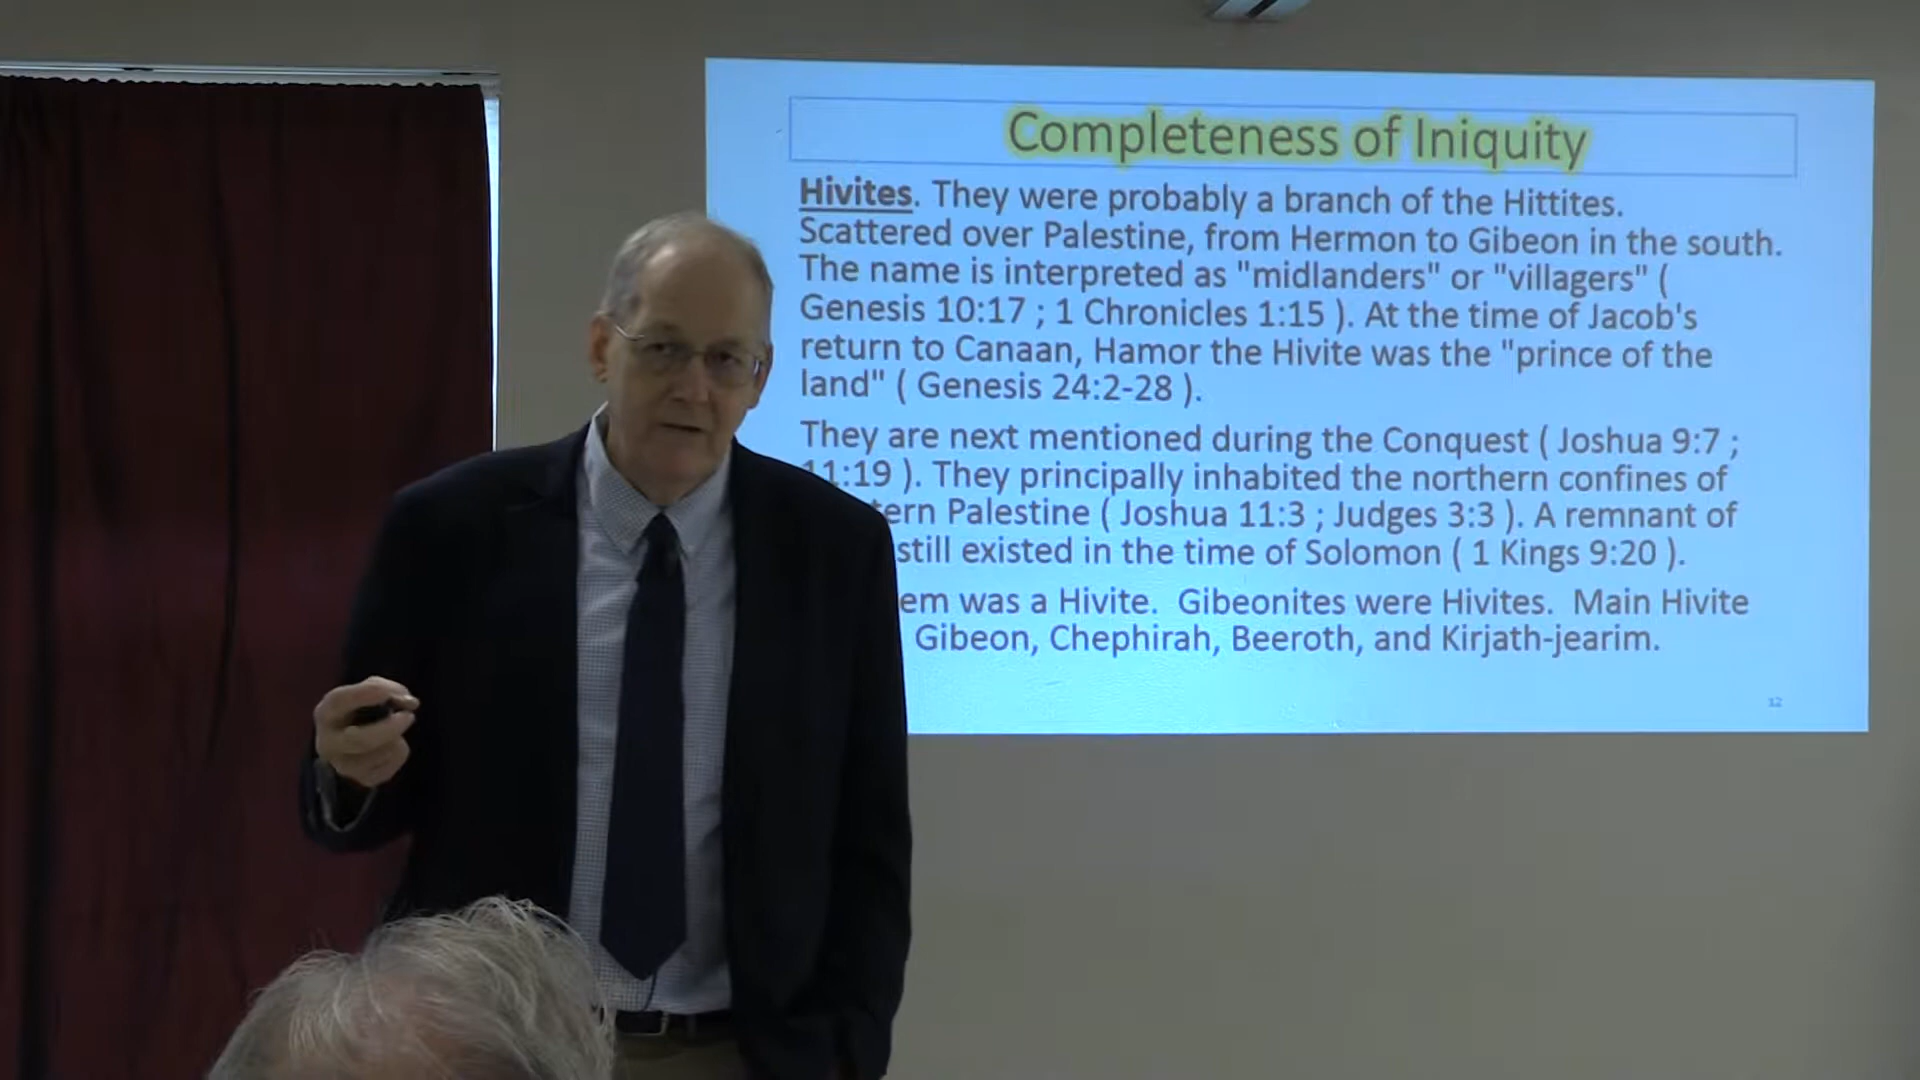 Completeness of Iniquity
Hivites. They were probably a branch of the Hittites.
Scattered over Palestine, from Hermon to Gibeon in the south.
The name is interpreted as "midlanders" or "villagers" (
Genesis 10:17 ; 1 Chronicles 1:15 ). At the time of Jacob's
return to Canaan, Hamor the Hivite was the "prince of the
land" ( Genesis 24:2-28 ).
They are next mentioned during the Conquest ( Joshua 9:7 ;
11:19 ). They principally inhabited the northern confines of
Palestine ( Joshua 11:3 ; Judges 3:3 ). A remnant of
still existed in the time of Solomon ( 1 Kings 9:20 ).
was a Hivite. Gibeonites were Hivites. Main Hivite
Gibeon, Chephirah, Beeroth, and Kirjath-jearim.
12